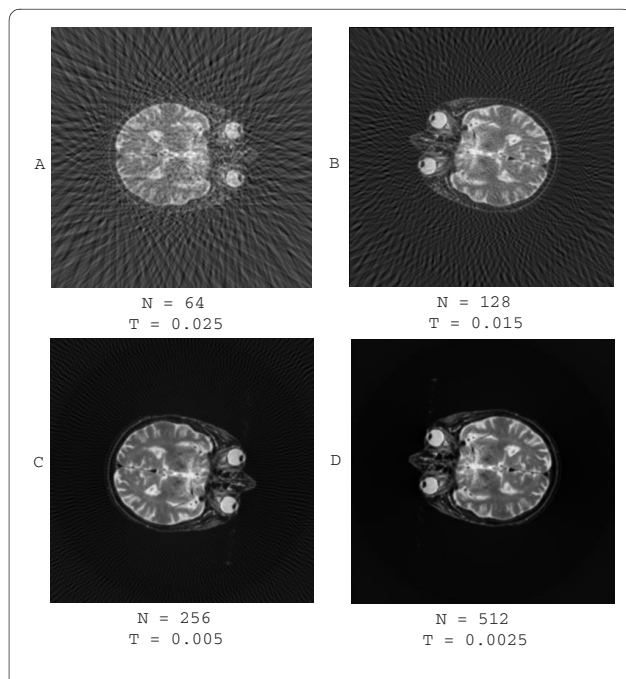 A
N = 64
T = 0.025
B
N = 128
T = 0.015
C
N = 256
T = 0.005
D
N = 512
T = 0.0025